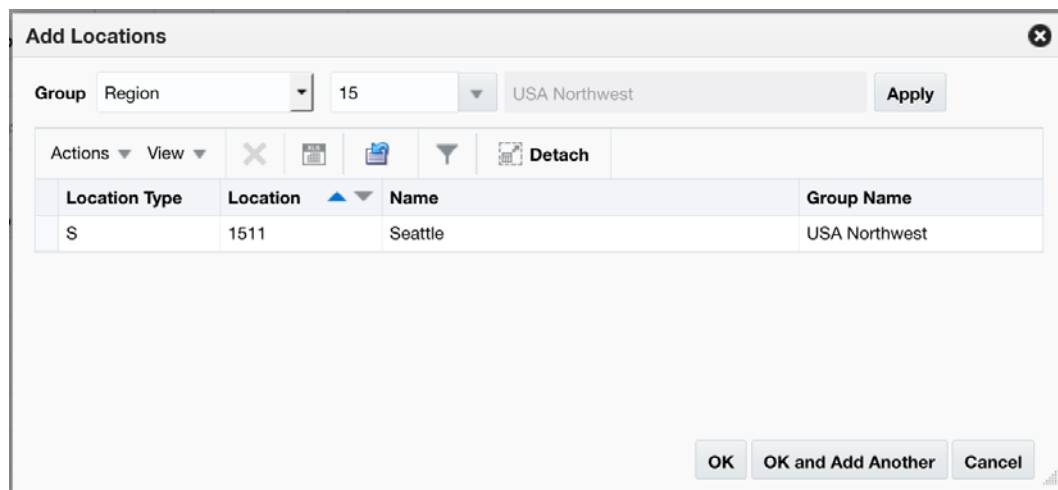 Add Locations
Group Region 15 USA Northwest Apply
Actions View XLS Detach
Location Type Location Name Group Name
S 1511 Seattle USA Northwest
OK OK and Add Another Cancel